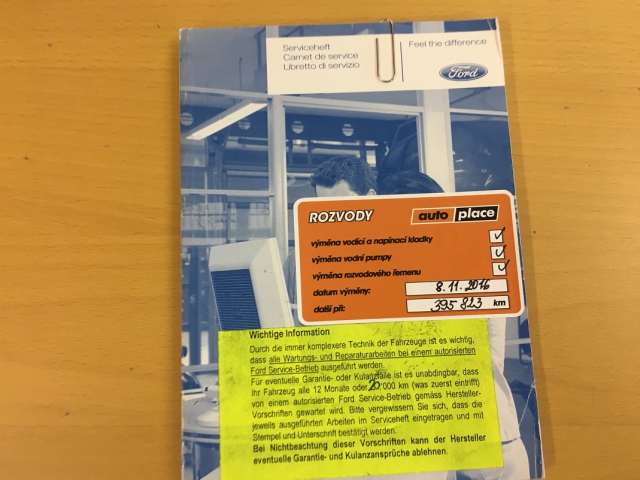 Serviceheft
Carnet de service
Libretto di servizio
Feel the difference
Ford
ROZVODY
auto place
výměna vodící a napínací kladky
výměna vodní pumpy
výměna rozvodového řemenu
datum výměny: 8.11.2016
další při: 395 823 km
Wichtige Information
Durch die immer komplexere Technik der Fahrzeuge ist es wichtig,
dass alle Wartungs- und Reparaturarbeiten bei einem autorisierten
Ford Service-Betrieb ausgeführt werden.
Für eventuelle Garantie- oder Kulanzfälle ist es unabdingbar, dass
Ihr Fahrzeug alle 12 Monate oder 20'000 km (was zuerst eintrifft)
von einem autorisierten Ford Service-Betrieb gemäss Hersteller-
Vorschriften gewartet wird. Bitte vergewissern Sie sich, dass die
jeweils ausgeführten Arbeiten im Serviceheft eingetragen und mit
Stempel und Unterschrift bestätigt werden.
Bei Nichtbeachtung dieser Vorschriften kann der Hersteller
eventuelle Garantie- und Kulanzansprüche ablehnen.